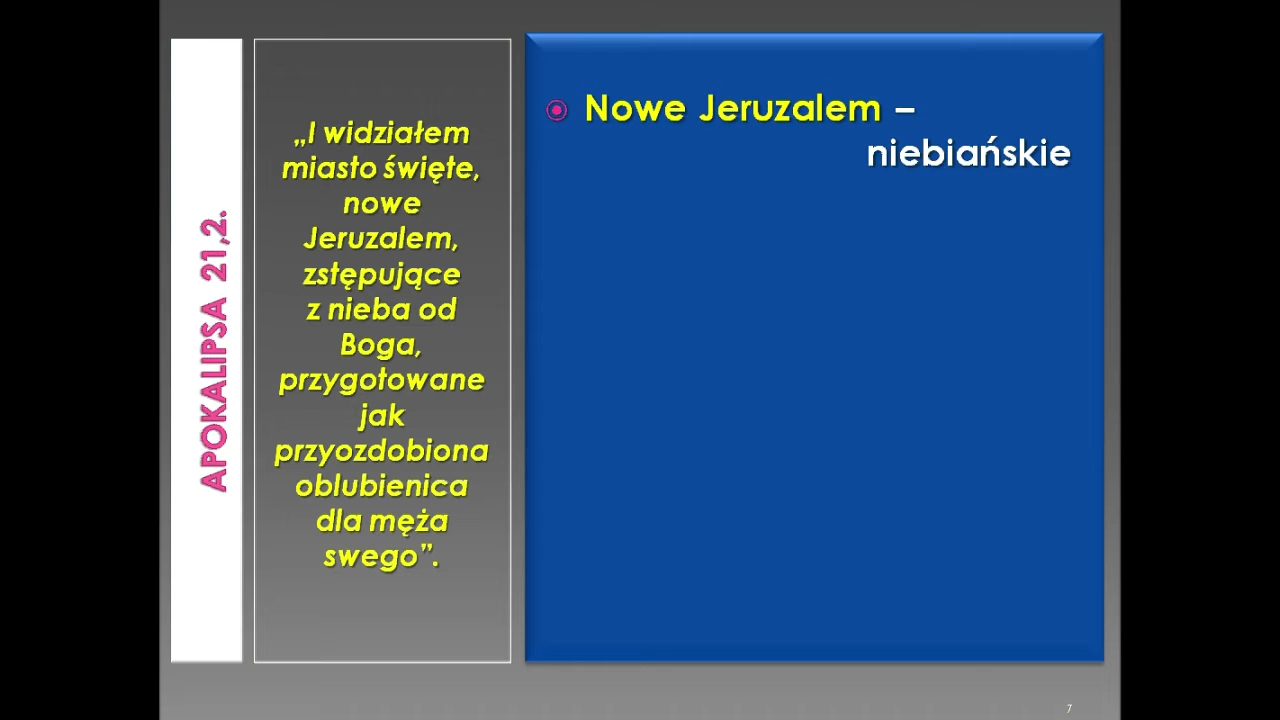 APOKALIPSA 21,2.
„I widziałem
miasto święte,
nowe
Jeruzalem,
zstępujące
z nieba od
Boga,
przygotowane
jak
przyozdobiona
oblubienica
dla męża
swego”.
Nowe Jeruzalem –
niebiańskie
7